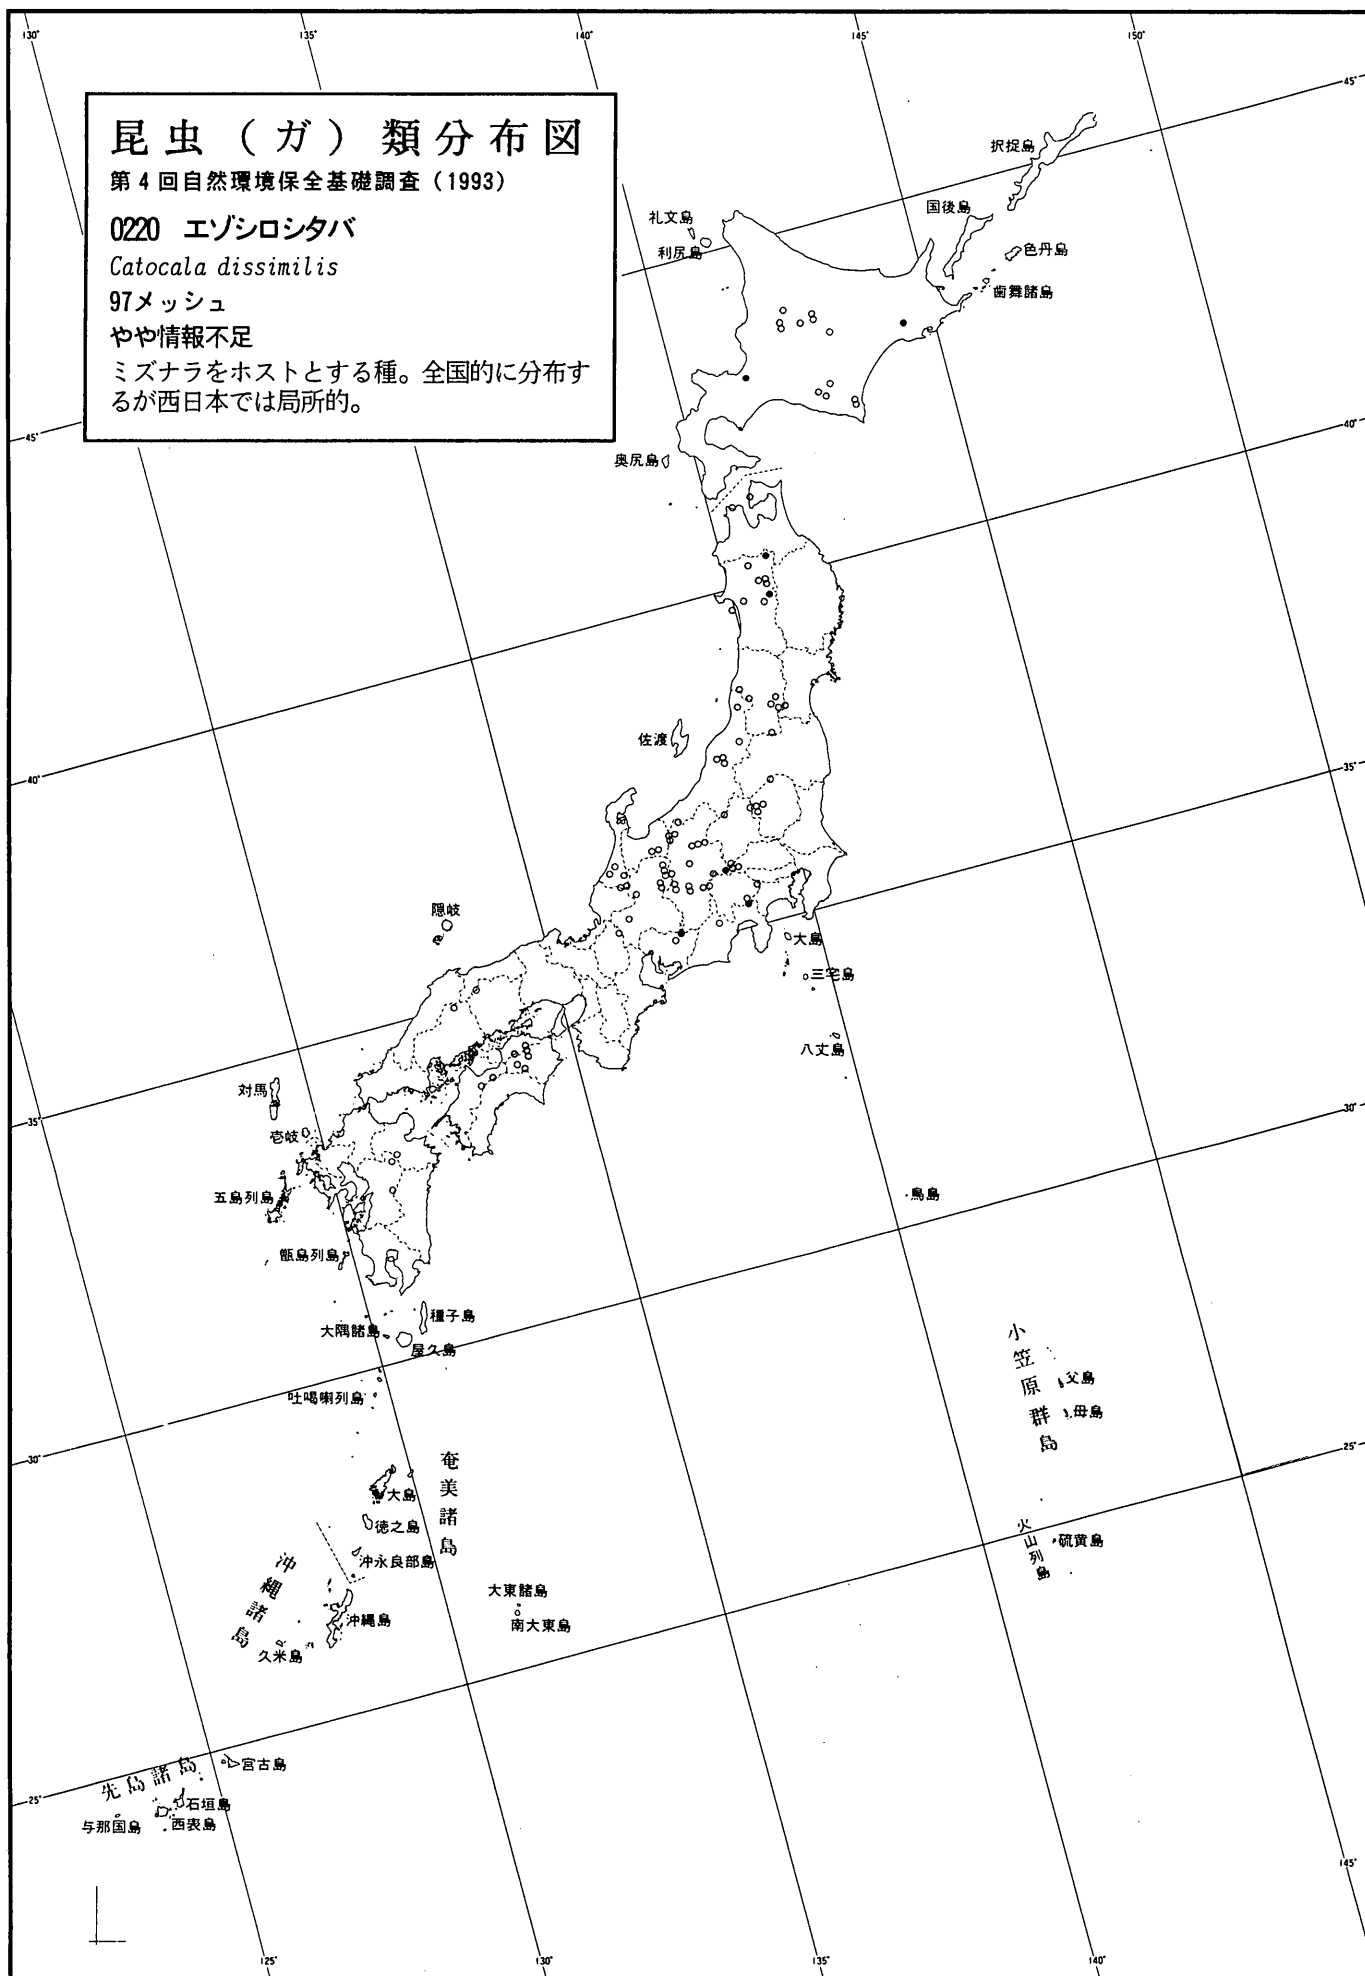 130°
135°
140°
145°
150°
45°
昆虫（ガ）類分布図
第4回自然環境保全基礎調査（1993）
0220 エゾシロシタバ
Catocala dissimilis
97メッシュ
やや情報不足
ミズナラをホストとする種。全国的に分布す
るが西日本では局所的。
択捉島
国後島
礼文島
利尻島
色丹島
歯舞諸島
40°
45°
奥尻島
佐渡
35°
40°
隠岐
大島
三宅島
八丈島
対馬
30°
35°
壱岐
五島列島
鳥島
甑島列島
種子島
大隅諸島
屋久島
小笠原群島
父島
吐噶喇列島
母島
25°
30°
奄美諸島
大島
徳之島
火山列島
硫黄島
沖永良部島
沖縄諸島
大東諸島
沖縄島
南大東島
久米島
宮古島
先島諸島
25°
石垣島
与那国島
西表島
145°
125°
130°
135°
140°